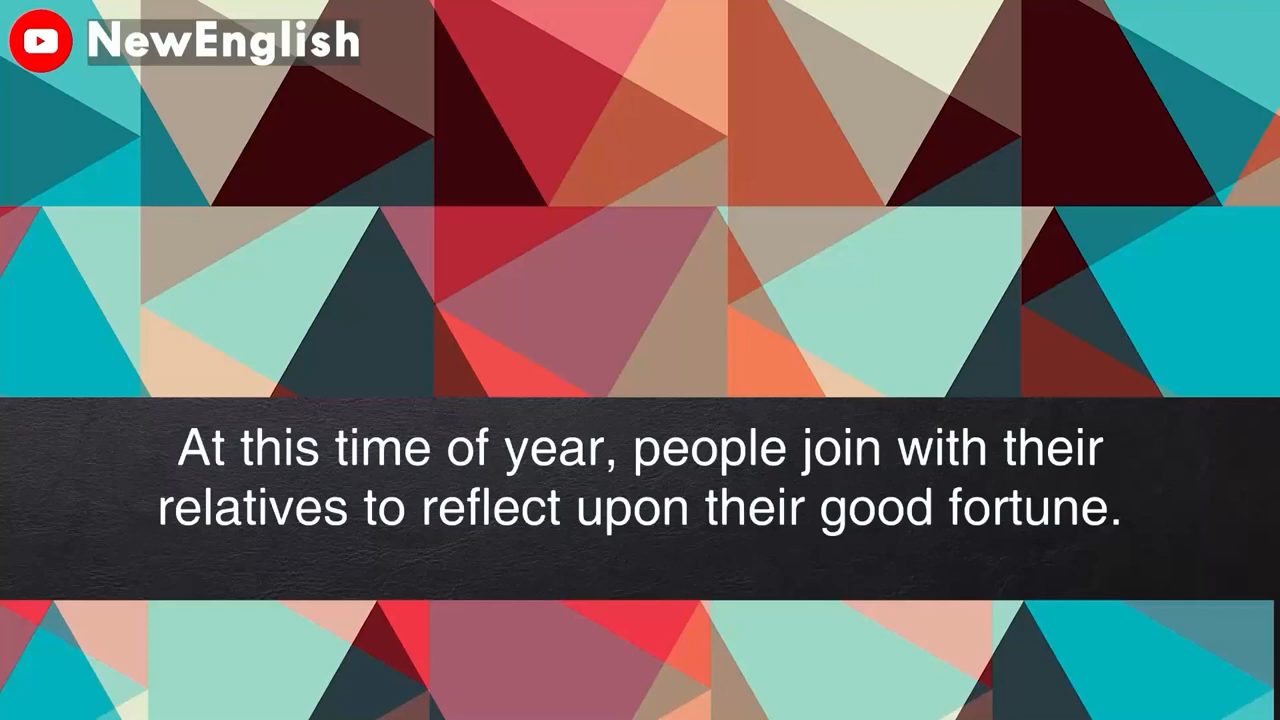 NewEnglish
At this time of year, people join with their
relatives to reflect upon their good fortune.